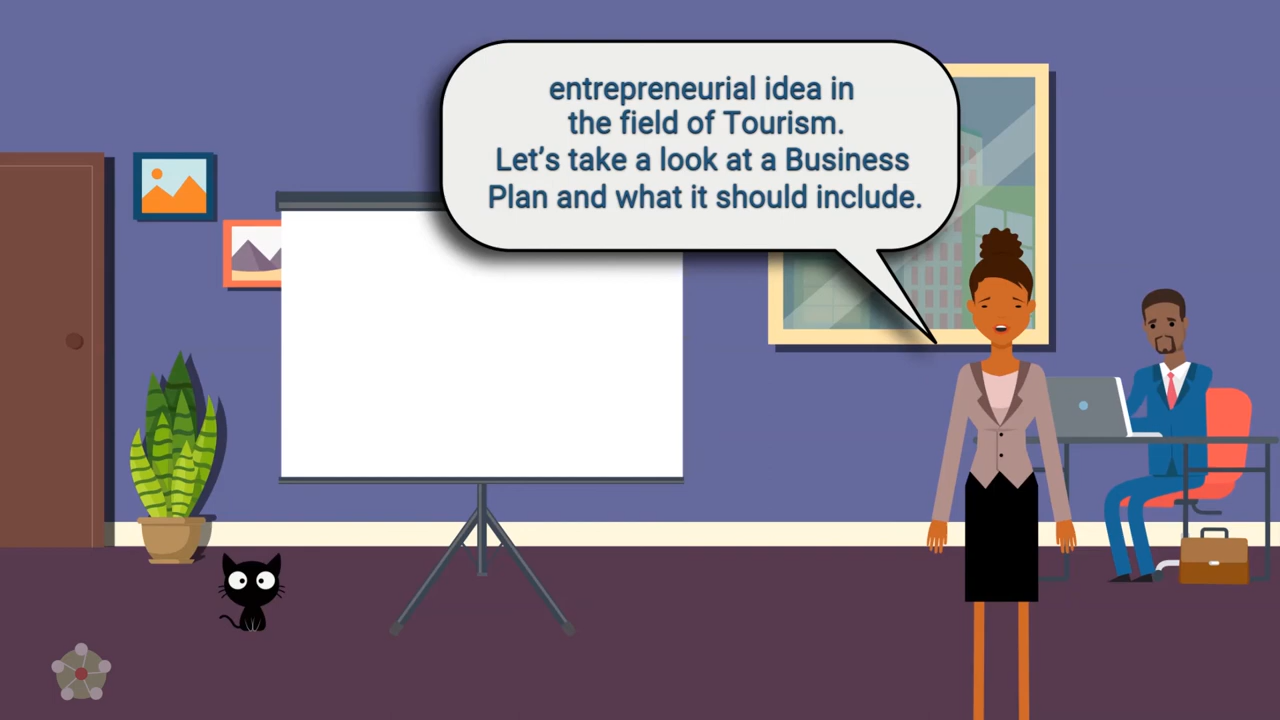 entrepreneurial idea in
the field of Tourism.
Let’s take a look at a Business
Plan and what it should include.